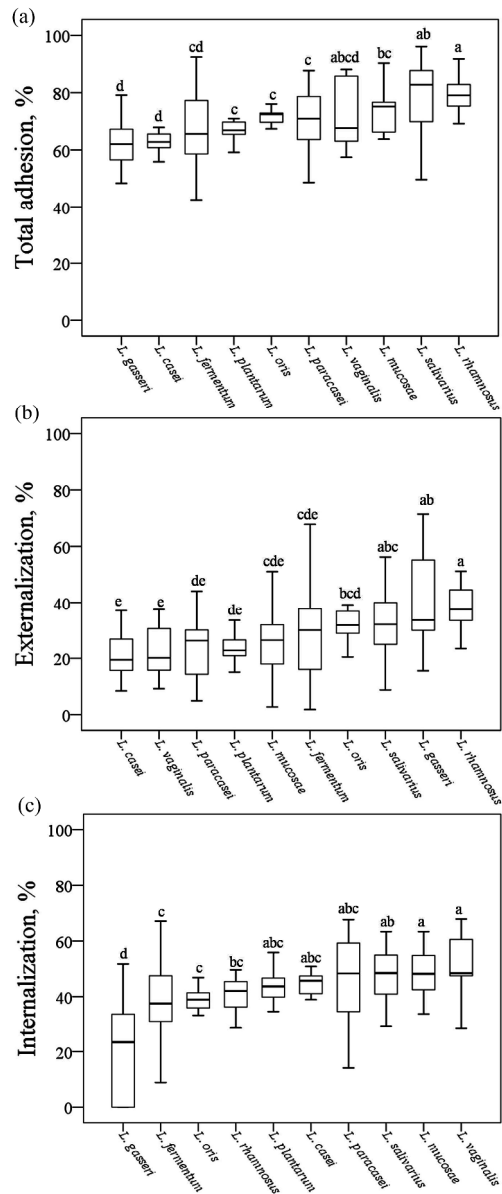 (a)
Total adhesion, %
100
80
60
40
20
0
d d cd c c c abcd bc ab a
L. gasseri
L. casei
L. fermentum
L. plantarum
L. oris
L. paracasei
L. vaginalis
L. mucosae
L. salivarius
L. rhamnosus
(b)
Externalization, %
100
80
60
40
20
0
e e de de cde cde bcd abc ab a
L. casei
L. vaginalis
L. paracasei
L. plantarum
L. mucosae
L. fermentum
L. oris
L. salivarius
L. gasseri
L. rhamnosus
(c)
Internalization, %
100
80
60
40
20
0
d c c bc abc abc abc ab a a
L. gasseri
L. fermentum
L. oris
L. rhamnosus
L. plantarum
L. casei
L. paracasei
L. salivarius
L. mucosae
L. vaginalis